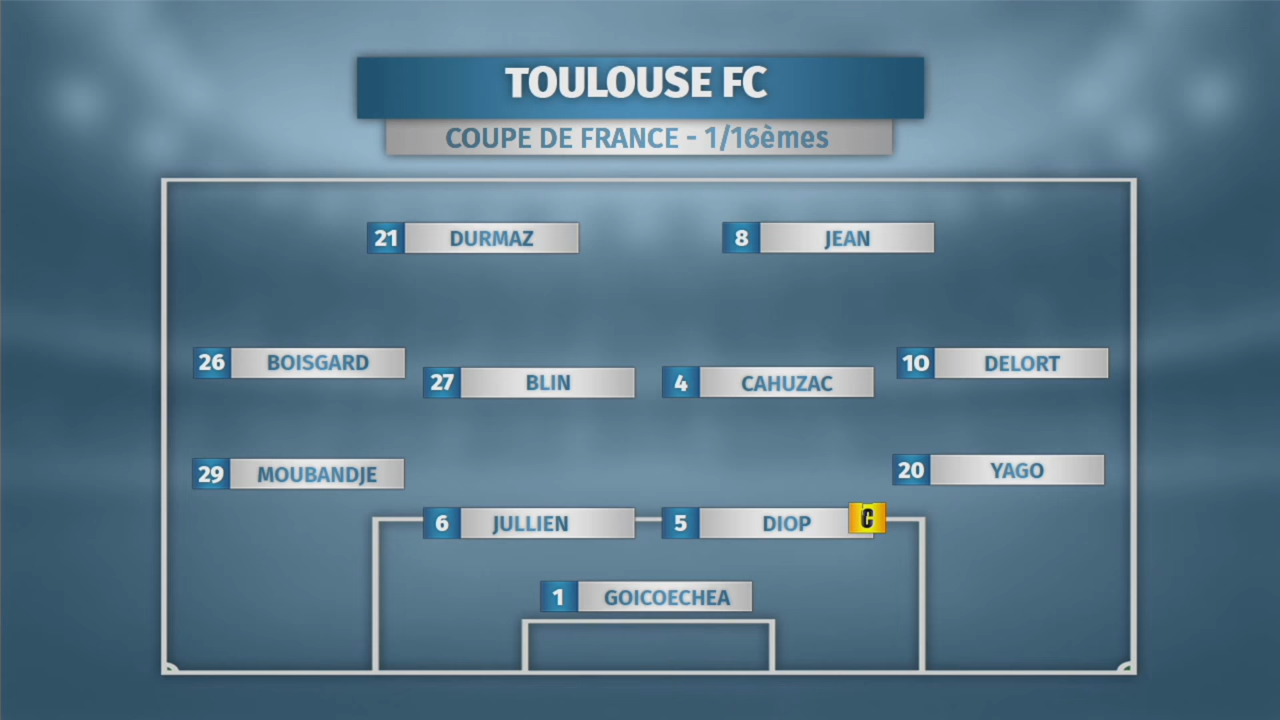 TOULOUSE FC
COUPE DE FRANCE - 1/16èmes
21 DURMAZ
8 JEAN
26 BOISGARD
27 BLIN
4 CAHUZAC
10 DELORT
29 MOUBANDJE
20 YAGO
6 JULLIEN
5 DIOP C
1 GOICOECHEA